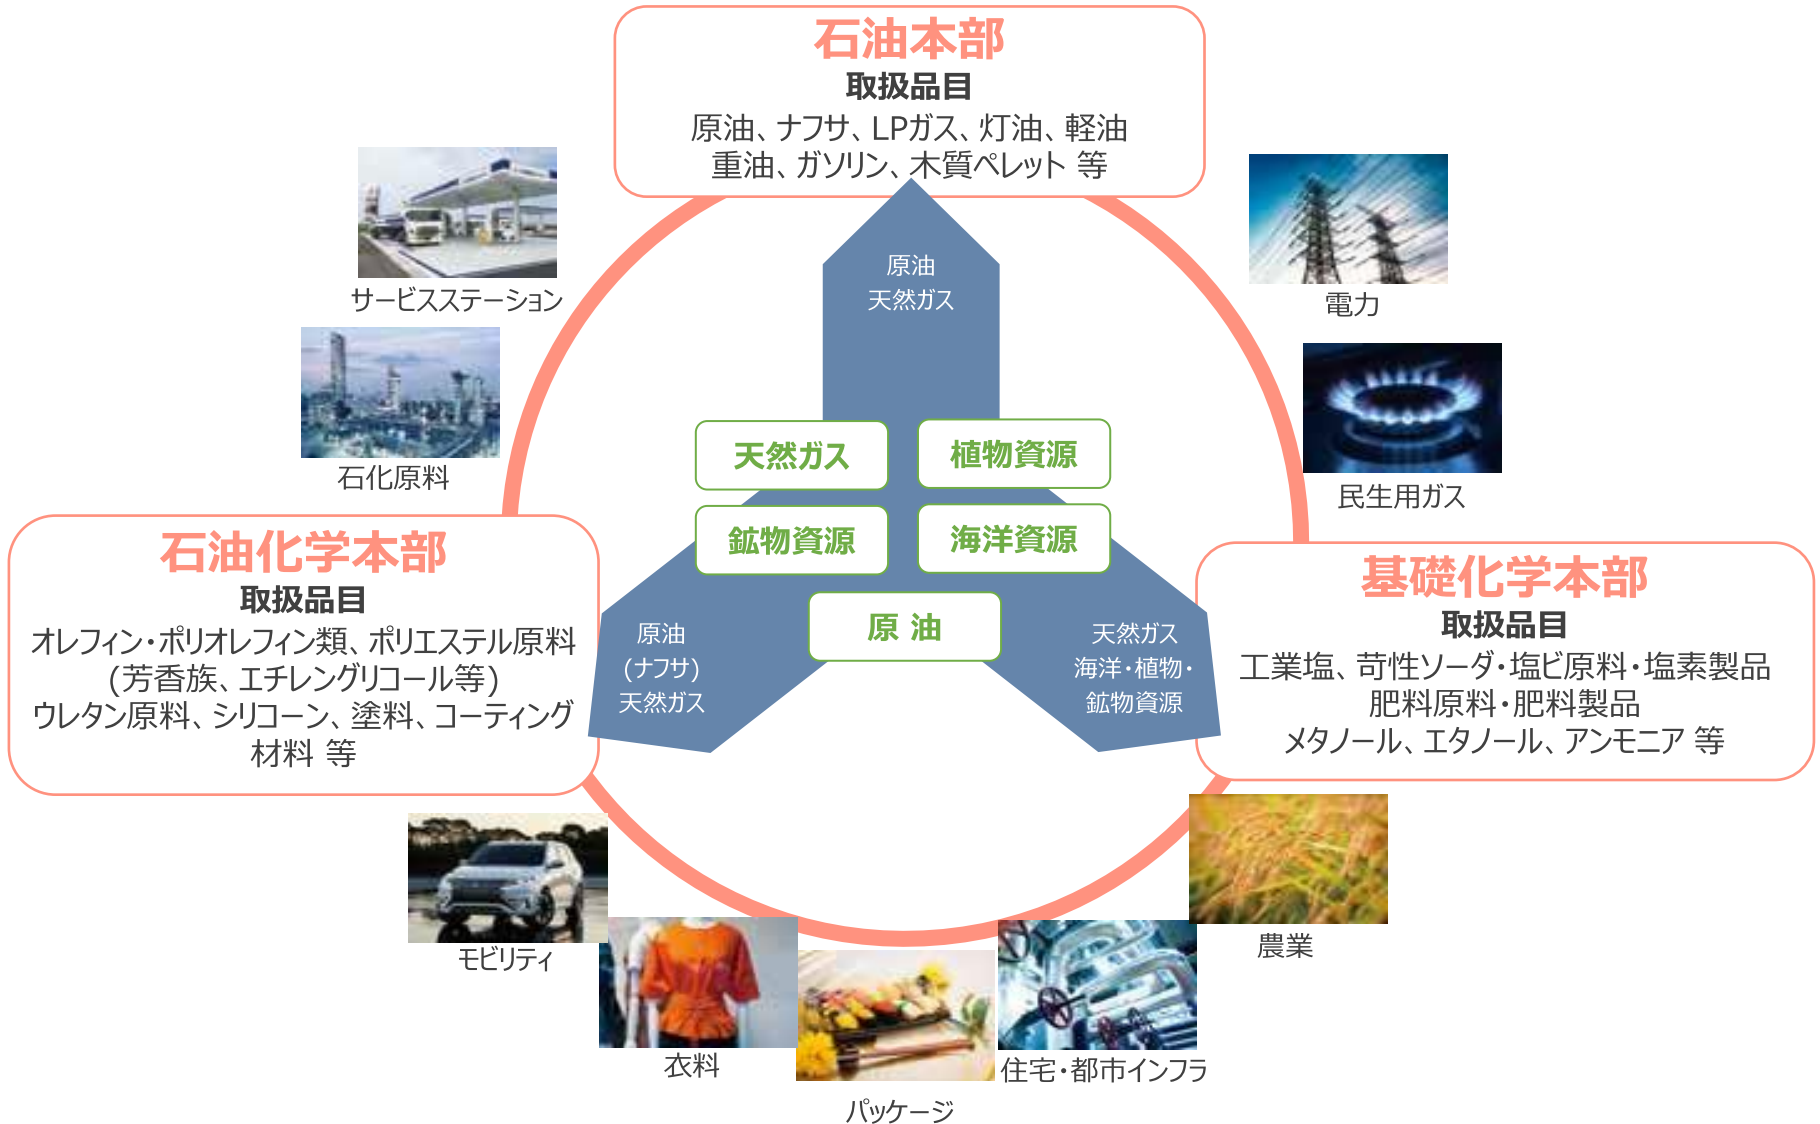 石油本部
取扱品目
原油、ナフサ、LPガス、灯油、軽油
重油、ガソリン、木質ペレット 等
サービスステーション
電力
原油
天然ガス
石化原料
民生用ガス
天然ガス
植物資源
鉱物資源
海洋資源
原 油
石油化学本部
取扱品目
オレフィン・ポリオレフィン類、ポリエステル原料
(芳香族、エチレングリコール等)
ウレタン原料、シリコーン、塗料、コーティング
材料 等
原油
(ナフサ)
天然ガス
天然ガス
海洋・植物・
鉱物資源
基礎化学本部
取扱品目
工業塩、苛性ソーダ・塩ビ原料・塩素製品
肥料原料・肥料製品
メタノール、エタノール、アンモニア 等
モビリティ
衣料
パッケージ
住宅・都市インフラ
農業